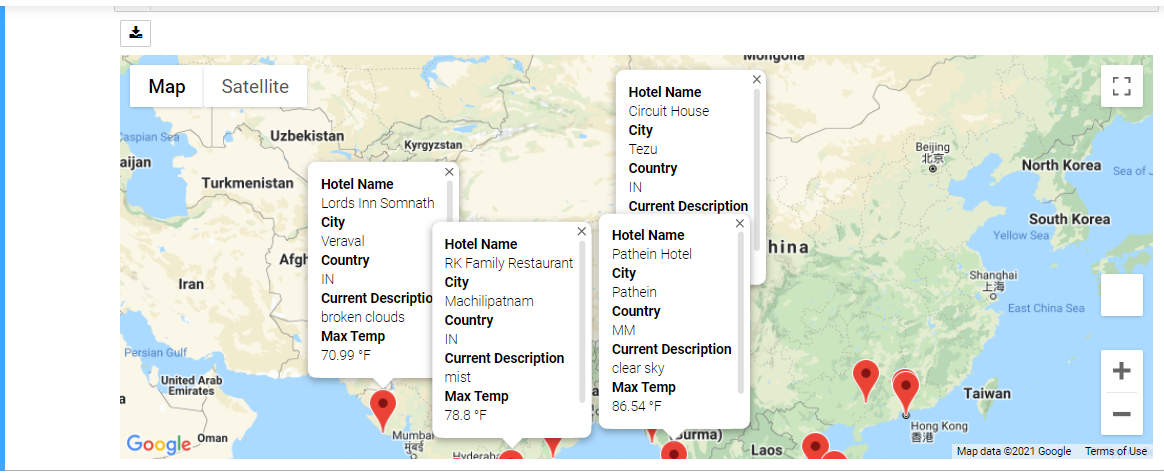 Map
Satellite
Mongolia
Caspian Sea
aijan
Uzbekistan
Kyrgyzstan
Turkmenistan
Afgh
Iran
Persian Gulf
United Arab
Emirates
Oman
Beijing
北京
North Korea
Sea of
South Korea
Yellow Sea
hina
Shanghai
上海
East China Sea
Taiwan
Hong Kong
香港
Mumbai
मुंबई
Hyderabad
Burma)
Laos
Hotel Name
Lords Inn Somnath
City
Veraval
Country
IN
Current Descriptio
broken clouds
Max Temp
70.99 °F
Hotel Name
RK Family Restaurant
City
Machilipatnam
Country
IN
Current Description
mist
Max Temp
78.8 °F
Hotel Name
Circuit House
City
Tezu
Country
IN
Current Description
Hotel Name
Pathein Hotel
City
Pathein
Country
MM
Current Description
clear sky
Max Temp
86.54 °F
Google
Map data ©2021 Google
Terms of Use